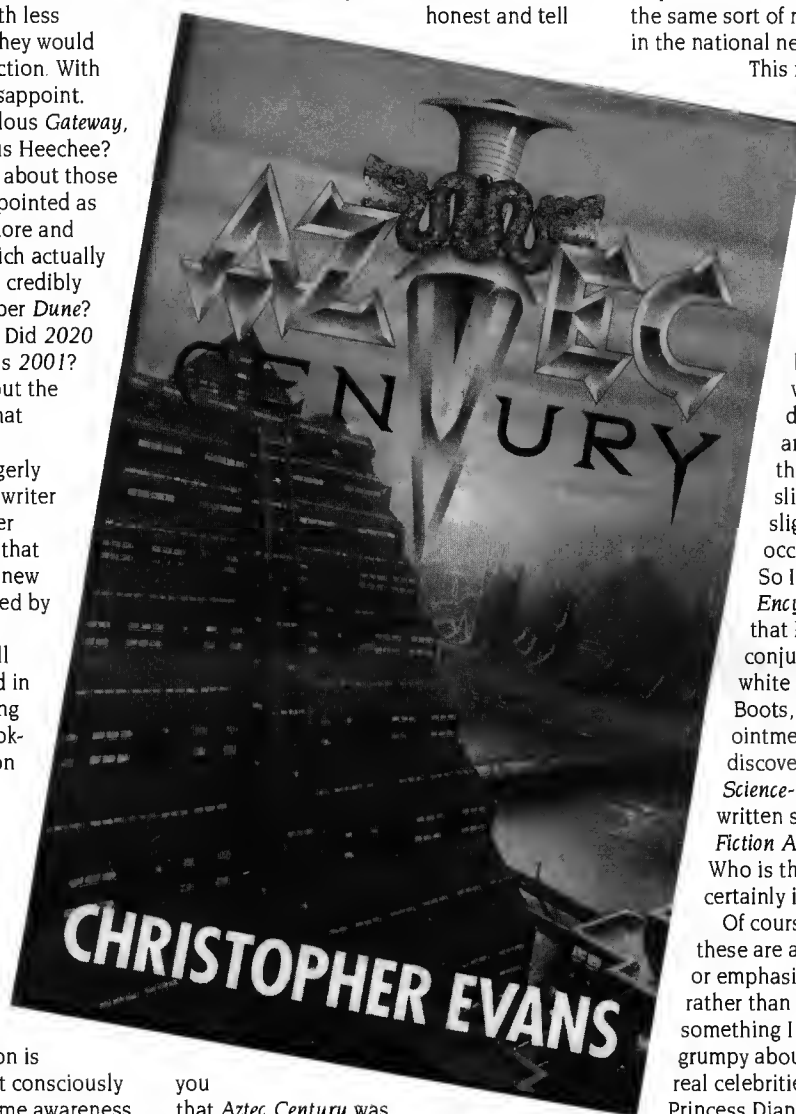 th less
hey would
ction. With
sappoint.
lous Gateway,
us Heechee?
about those
pointed as
ore and
ich actually
credibly
ber Dune?
Did 2020
s 2001?
out the
hat
gerly
writer
er
that
new
ed by
ll
d in
ng
ok-
on
on is
t consciously
me awareness
honest and tell
AZTEC
CENTURY
CHRISTOPHER EVANS
you
that Aztec Century was
the same sort of r
in the national ne
This
v
d
ar
th
sli
slig
occ
So I
Ency
that
conju
white
Boots,
ointme
discove
Science-
written s
Fiction A
Who is th
certainly i
Of cours
these are a
or emphasi
rather than
something I
grumpy abou
real celebritie
Princess Dian